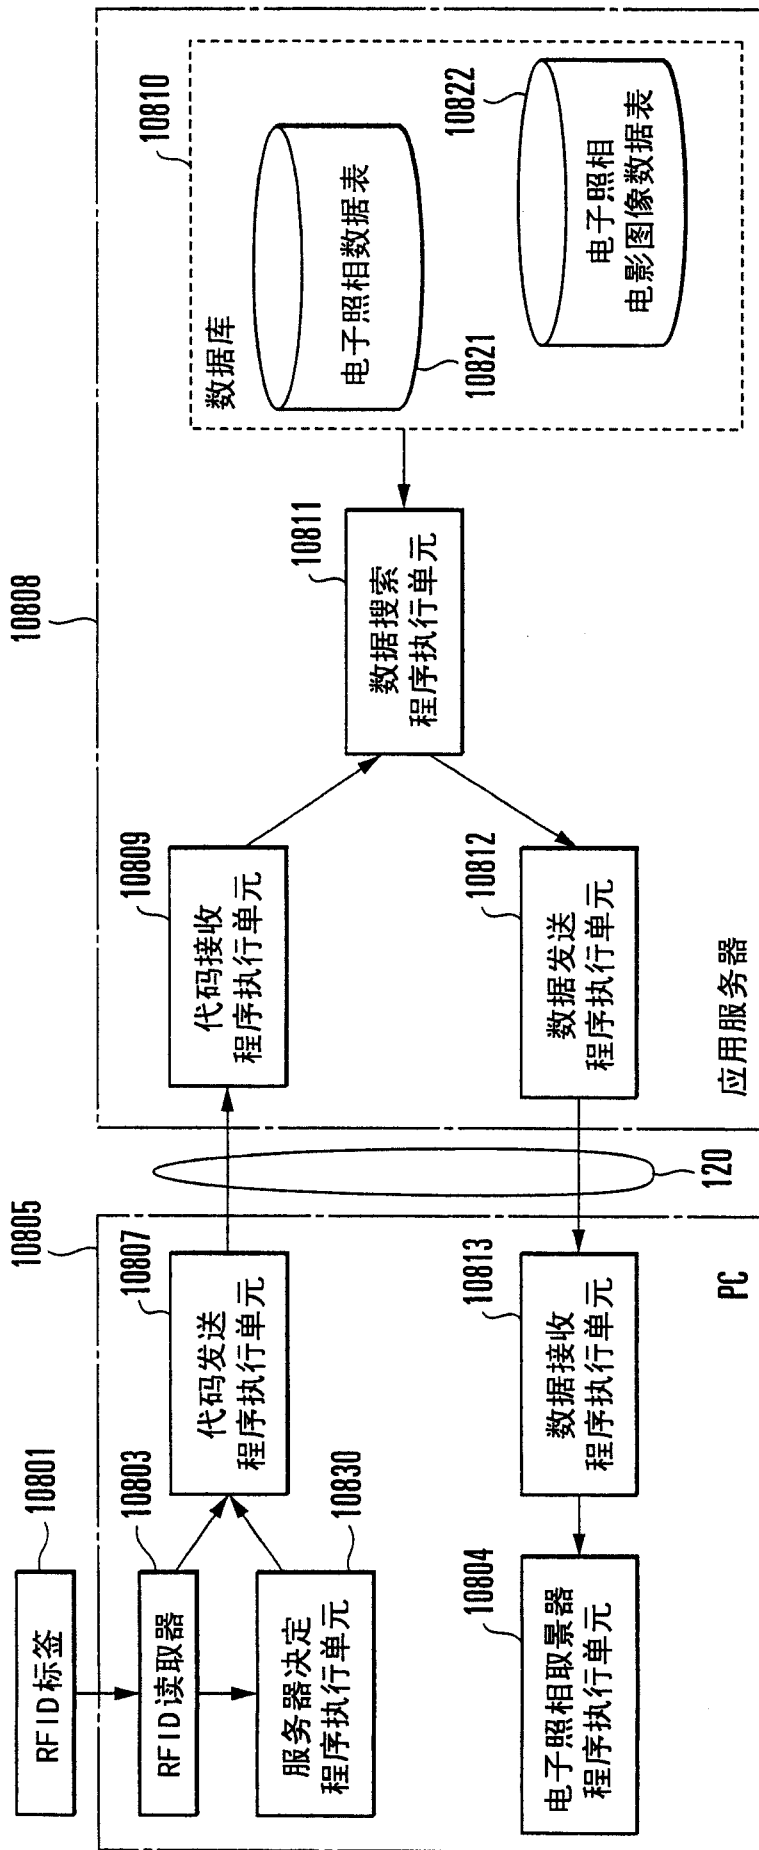 10801
RFID标签
10805
10803
RFID读取器
10830
服务器决定
程序执行单元
10807
代码发送
程序执行单元
10804
电子照相取景器
程序执行单元
10813
数据接收
程序执行单元
PC
120
10808
10809
代码接收
程序执行单元
10811
数据搜索
程序执行单元
10812
数据发送
程序执行单元
应用服务器
10810
数据库
电子照相数据表
10821
10822
电子照相
电影图像数据表